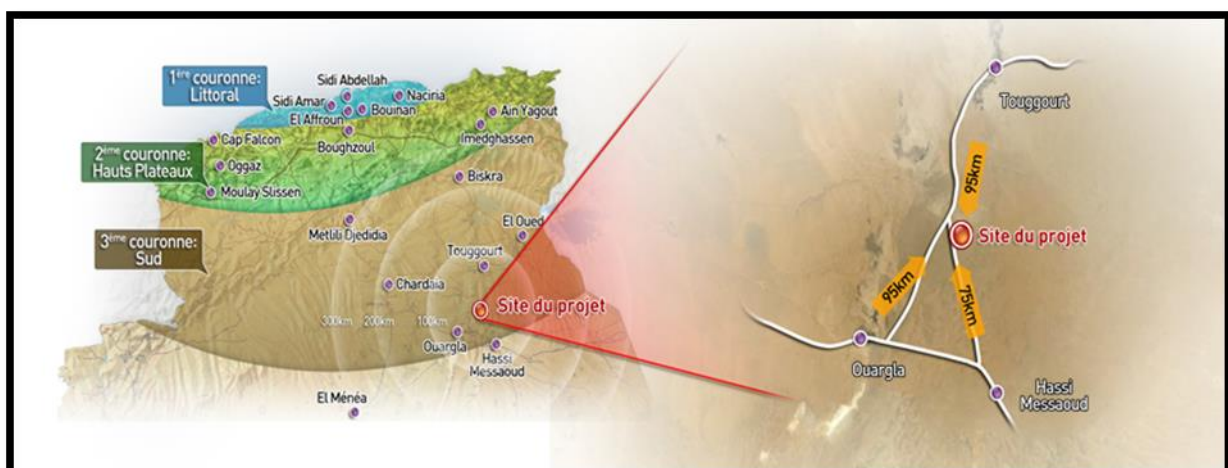 1ère couronne:
Littoral
Sidi Abdellah
Sidi Amar
Naciria
El Affroun
Bouinan
Ain Yagout
Cap Falcon
Boughzoul
Imedghassen
2ème couronne:
Hauts Plateaux
Oggaz
Moulay Slissen
Biskra
Metlili Djedidia
El Oued
3ème couronne:
Sud
Touggourt
Chardaïa
Site du projet
300km
200km
100km
Ouargla
Hassi
Messaoud
El Ménéa
Touggourt
95km
Site du projet
95km
75km
Ouargla
Hassi
Messaoud